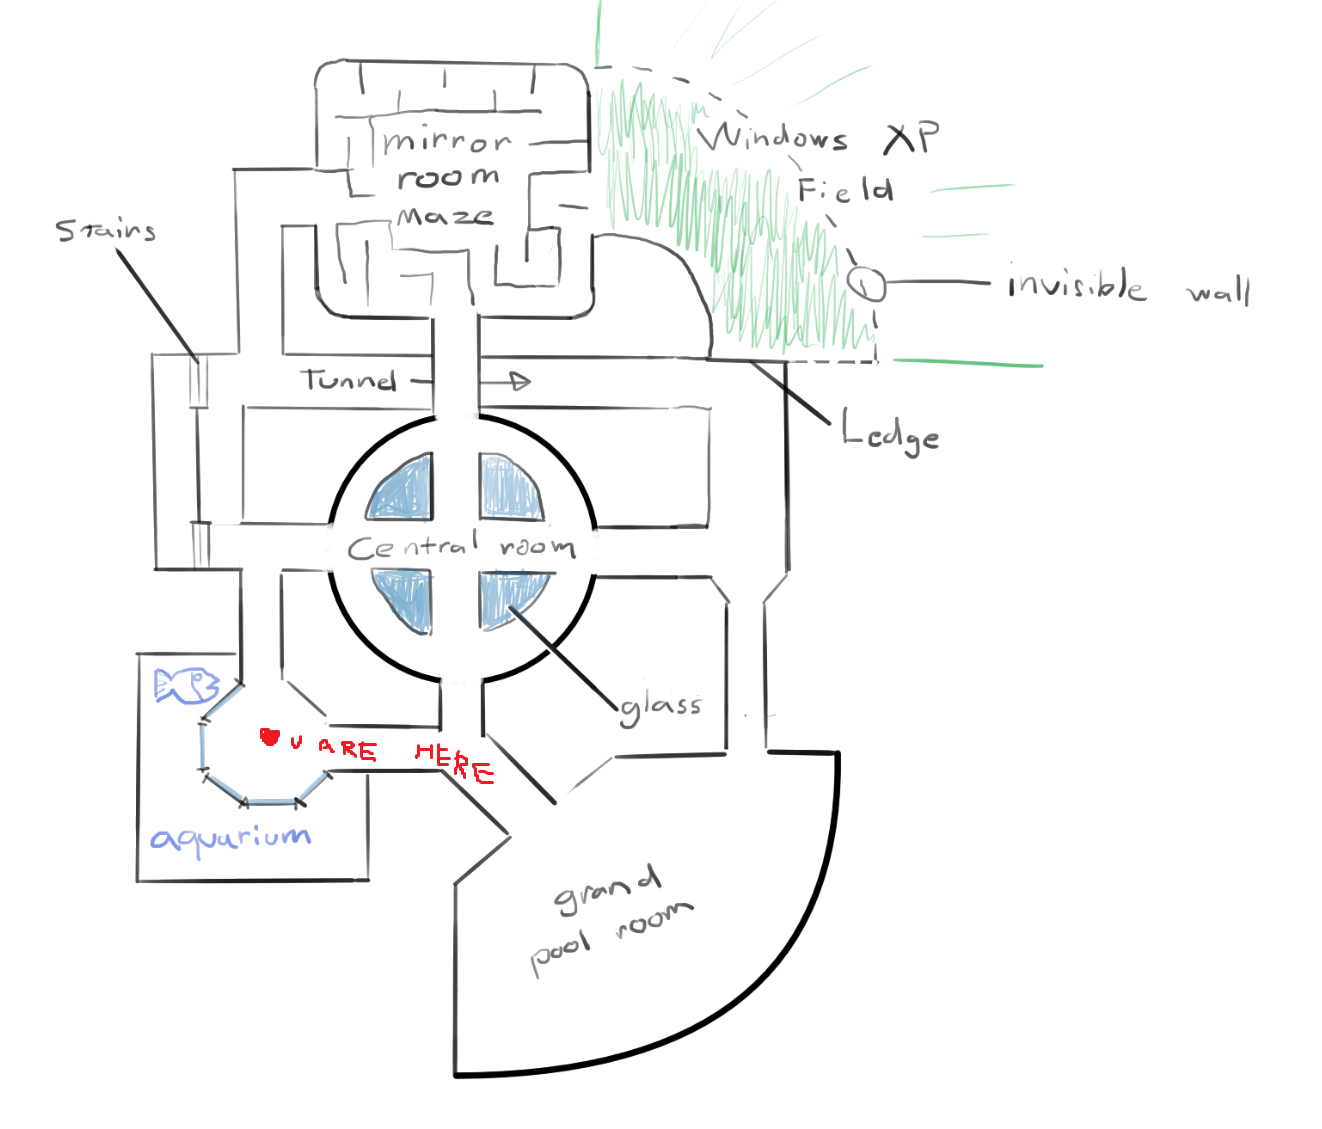 mirror
room
maze
Windows XP
Field
Stairs
invisible wall
Tunnel
Ledge
Central room
glass
U ARE HERE
aquarium
grand
pool room